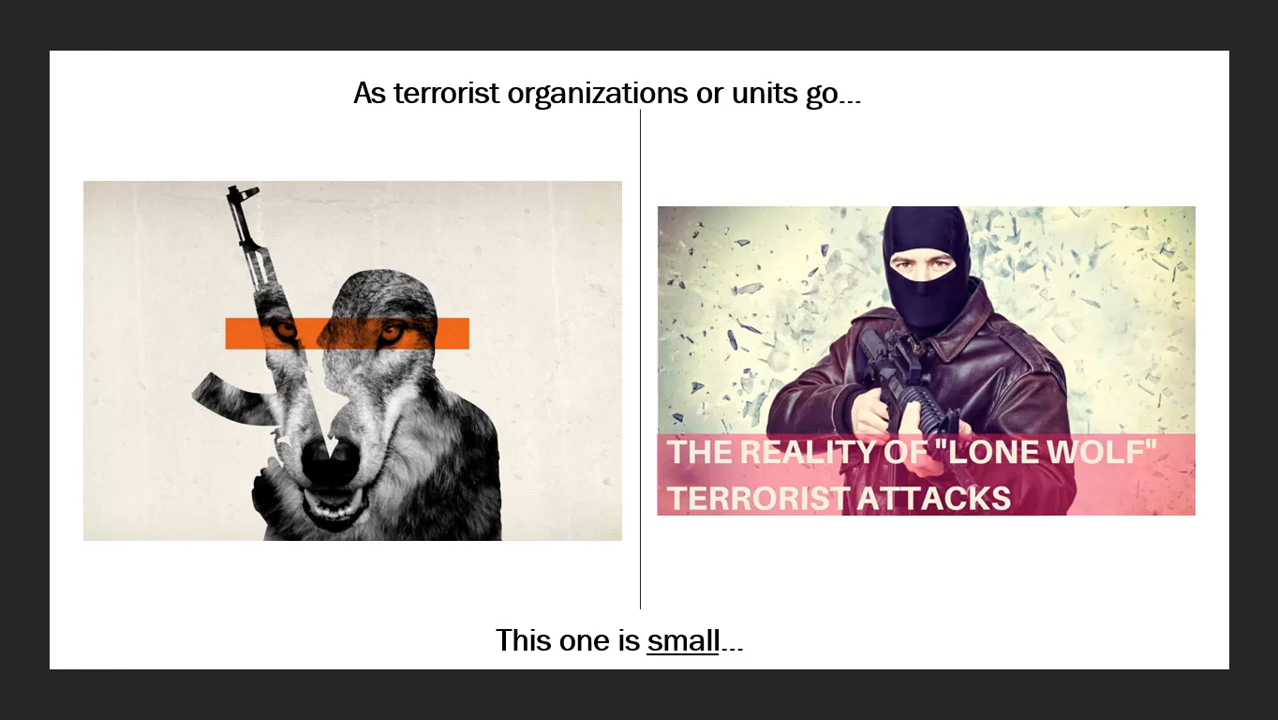 As terrorist organizations or units go...
THE REALITY OF "LONE WOLF"
TERRORIST ATTACKS
This one is small...